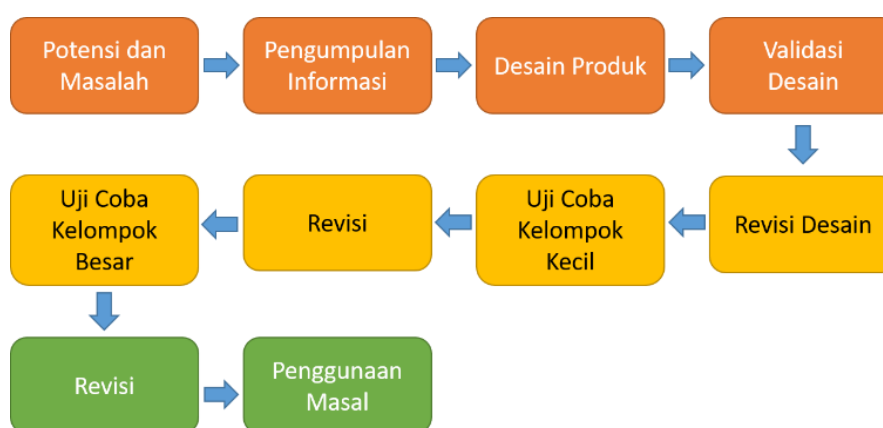 Potensi dan
Masalah
Pengumpulan
Informasi
Desain Produk
Validasi
Desain
Revisi Desain
Uji Coba
Kelompok
Kecil
Revisi
Uji Coba
Kelompok
Besar
Revisi
Penggunaan
Masal